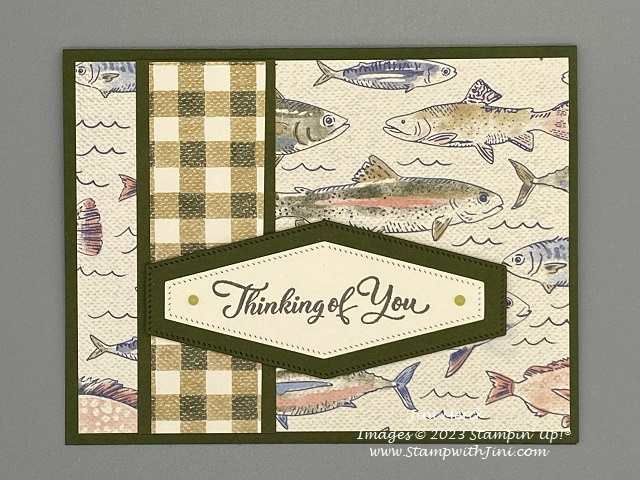 Thinking of You
Images © 2023 Stampin' Up!®
www.StampwithJini.com